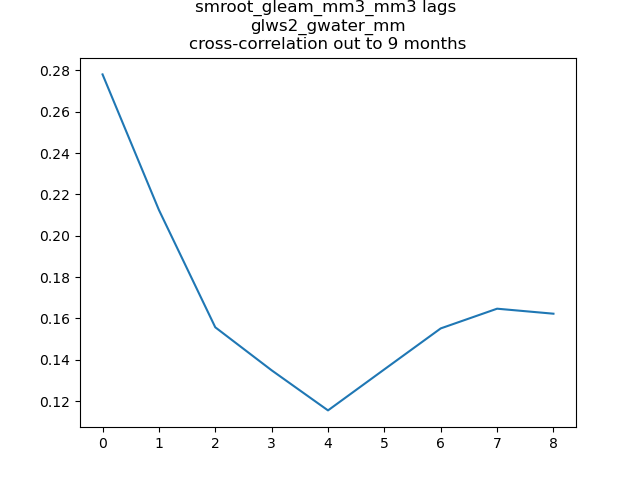 smroot_gleam_mm3_mm3 lags
glws2_gwater_mm
cross-correlation out to 9 months
0.28
0.26
0.24
0.22
0.20
0.18
0.16
0.14
0.12
0 1 2 3 4 5 6 7 8